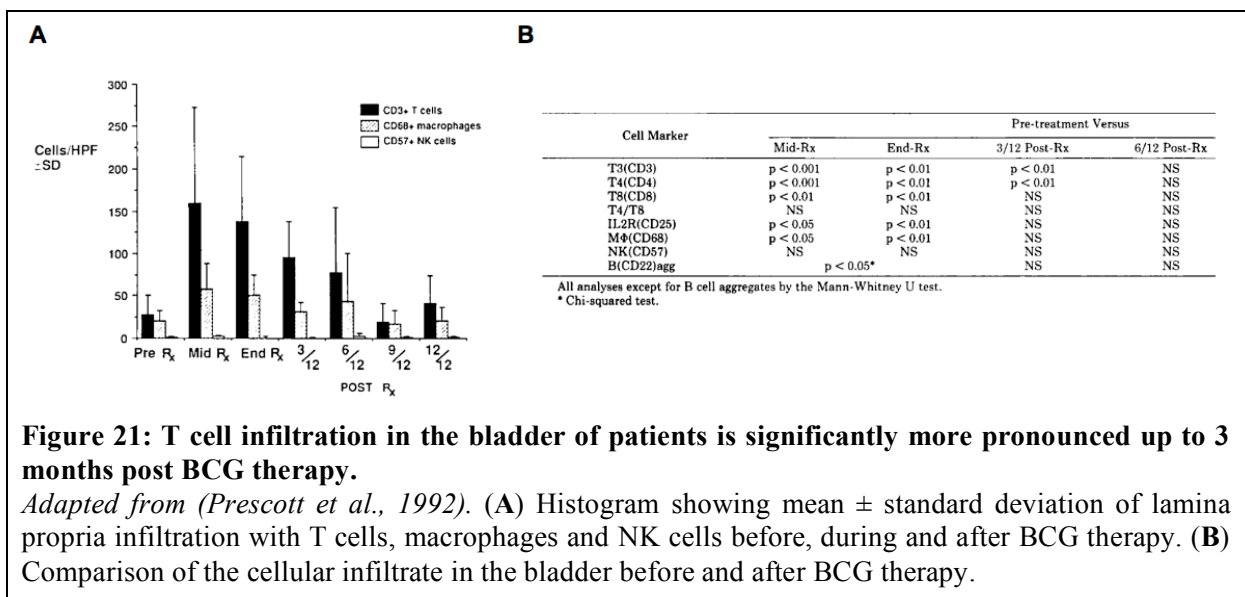 A
B
300
250
200
150
100
50
0
Cells/HPF
±SD
CD3+ T cells
CD68+ macrophages
CD57+ NK cells
Pre Rx Mid Rx End Rx 3/12 6/12 9/12 12/12
POST Rx
Cell Marker Pre-treatment Versus
Mid-Rx End-Rx 3/12 Post-Rx 6/12 Post-Rx
T3(CD3) p < 0.001 p < 0.01 p < 0.01 NS
T4(CD4) p < 0.001 p < 0.01 p < 0.01 NS
T8(CD8) p < 0.01 p < 0.01 NS NS
T4/T8 NS NS NS NS
IL2R(CD25) p < 0.05 p < 0.01 NS NS
MΦ(CD68) p < 0.05 p < 0.01 NS NS
NK(CD57) NS NS NS NS
B(CD22)agg p < 0.05* NS NS
All analyses except for B cell aggregates by the Mann-Whitney U test.
* Chi-squared test.
Figure 21: T cell infiltration in the bladder of patients is significantly more pronounced up to 3
months post BCG therapy.
Adapted from (Prescott et al., 1992). (A) Histogram showing mean ± standard deviation of lamina
propria infiltration with T cells, macrophages and NK cells before, during and after BCG therapy. (B)
Comparison of the cellular infiltrate in the bladder before and after BCG therapy.